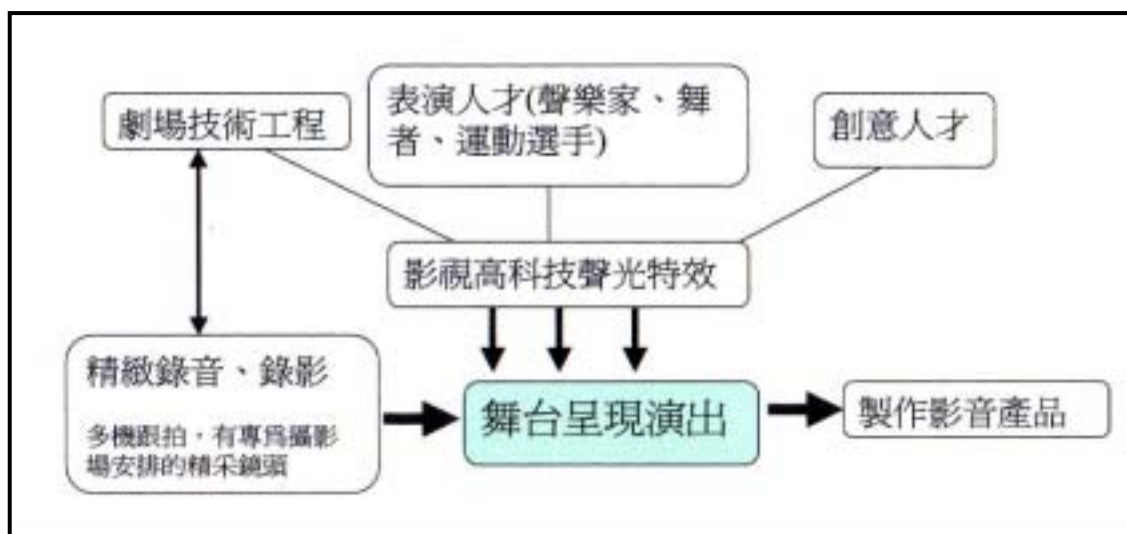 劇場技術工程
表演人才(聲樂家、舞
者、運動選手)
創意人才
影視高科技聲光特效
精緻錄音、錄影
多機跟拍，有專爲攝影
場安排的精采鏡頭
舞台呈現演出
製作影音產品